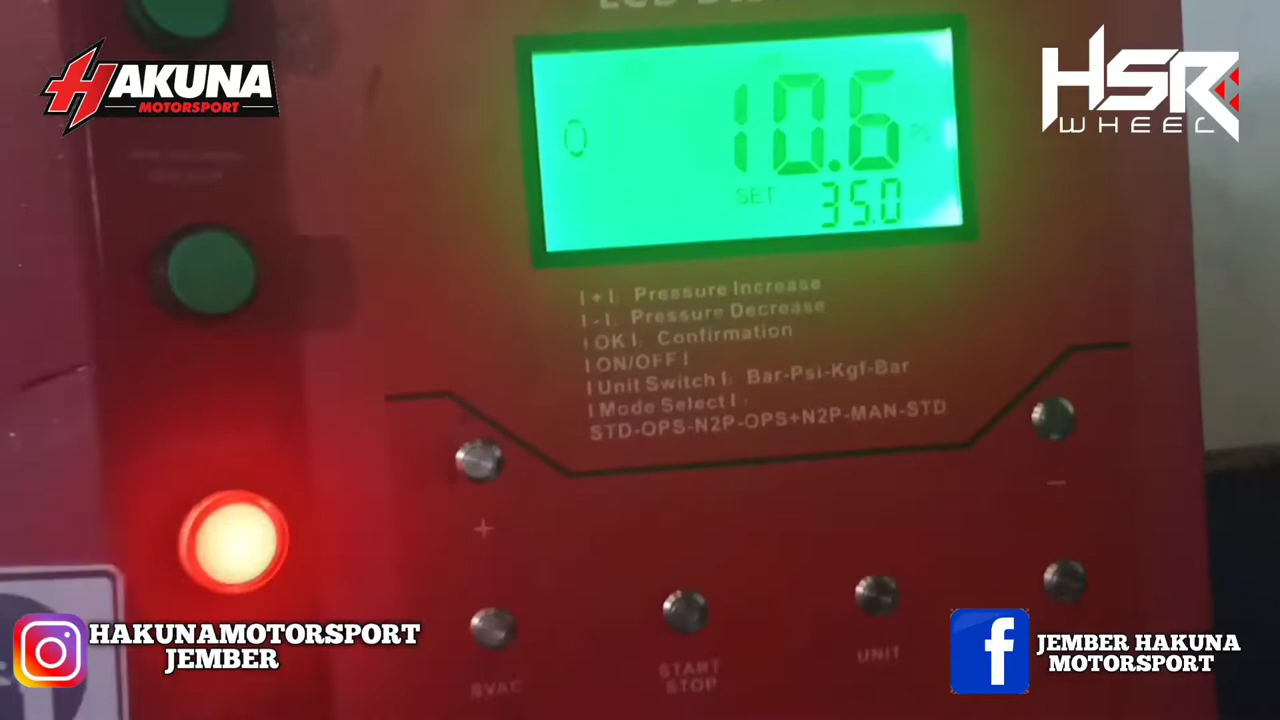 HAKUNA
MOTORSPORT
HSR
WHEEL
0
10.6
SET 35.0
| + |: Pressure Increase
| - |: Pressure Decrease
| OK |: Confirmation
| ON/OFF |
| Unit Switch |: Bar-Psi-Kgf-Bar
| Mode Select | :
STD-OPS-N2P-OPS+N2P-MAN-STD
+
-
START
STOP
UNIT
HAKUNAMOTORSPORT
JEMBER
JEMBER HAKUNA
MOTORSPORT